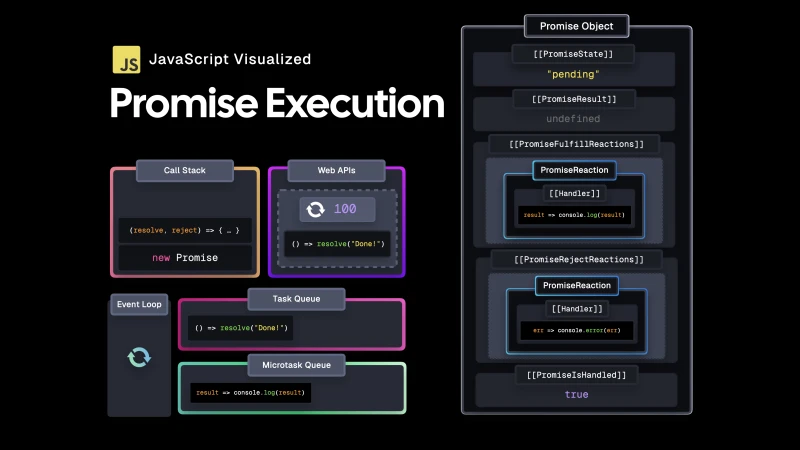 JS JavaScript Visualized
Promise Execution
Call Stack
(resolve, reject) => { … }
new Promise
Web APIs
100
() => resolve("Done!")
Event Loop
Task Queue
() => resolve("Done!")
Microtask Queue
result => console.log(result)
Promise Object
[[PromiseState]]
"pending"
[[PromiseResult]]
undefined
[[PromiseFulfillReactions]]
PromiseReaction
[[Handler]]
result => console.log(result)
[[PromiseRejectReactions]]
PromiseReaction
[[Handler]]
err => console.error(err)
[[PromiseIsHandled]]
true